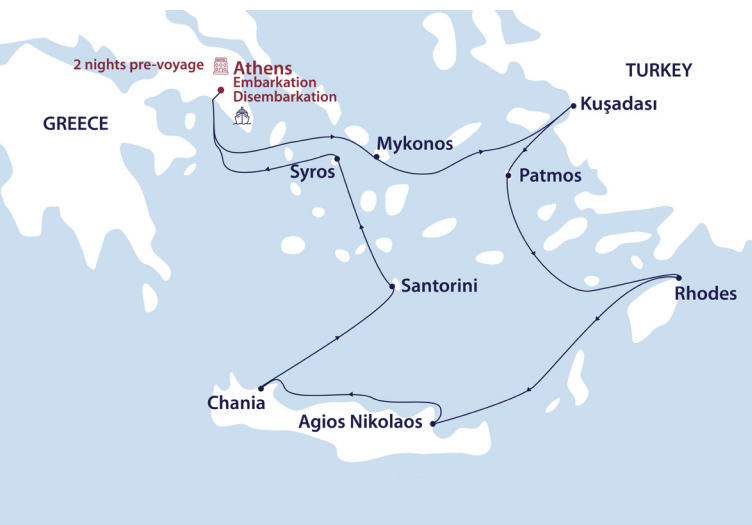 2 nights pre-voyage
Athens
Embarkation
Disembarkation
TURKEY
GREECE
Kuşadası
Mykonos
Syros
Patmos
Santorini
Rhodes
Chania
Agios Nikolaos